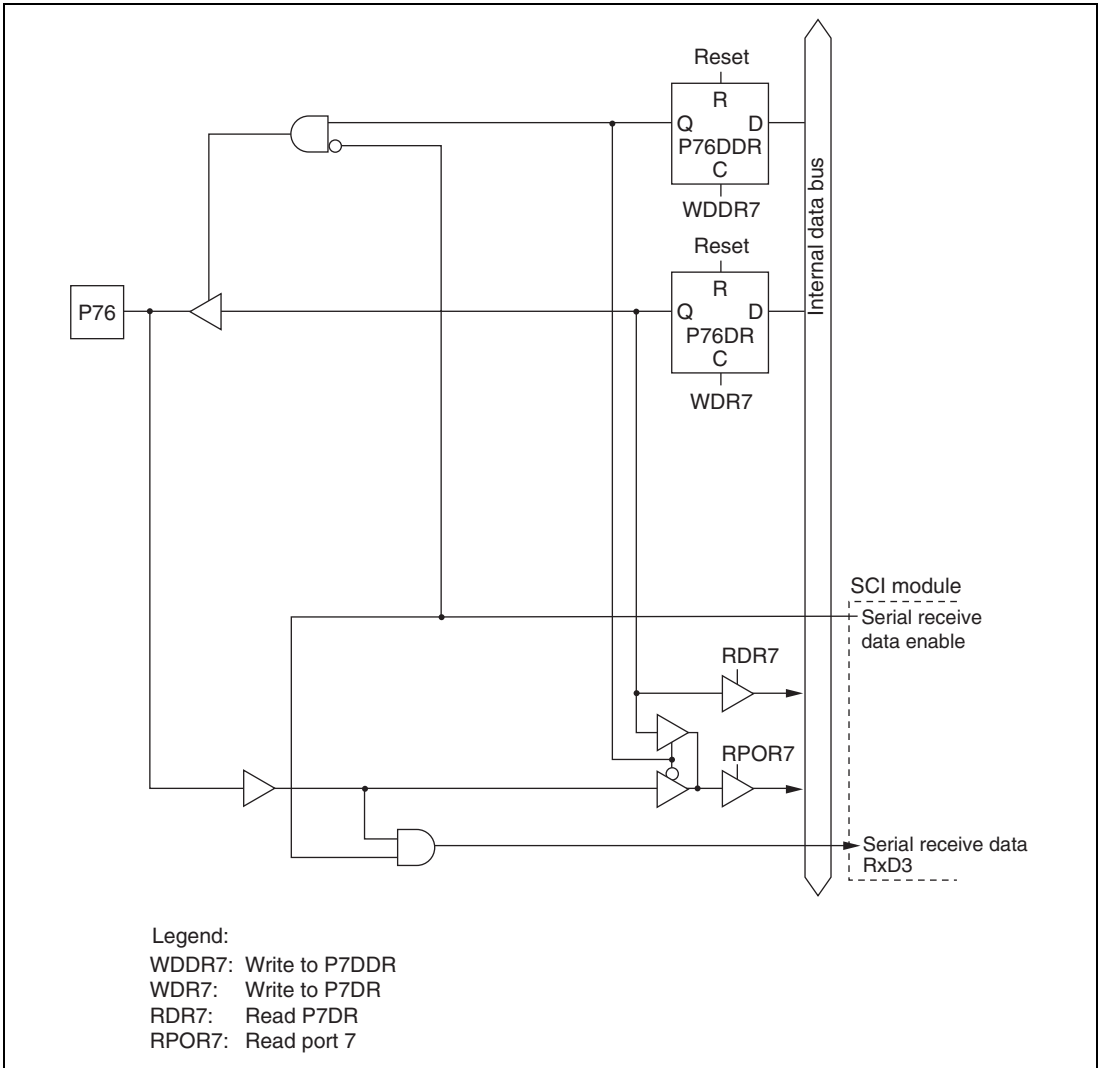 Reset
R
Q D
P76DDR
C
WDDR7
Internal data bus
Reset
R
P76
Q D
P76DR
C
WDR7
SCI module
Serial receive
data enable
RDR7
RPOR7
Serial receive data
RxD3
Legend:
WDDR7: Write to P7DDR
WDR7: Write to P7DR
RDR7: Read P7DR
RPOR7: Read port 7